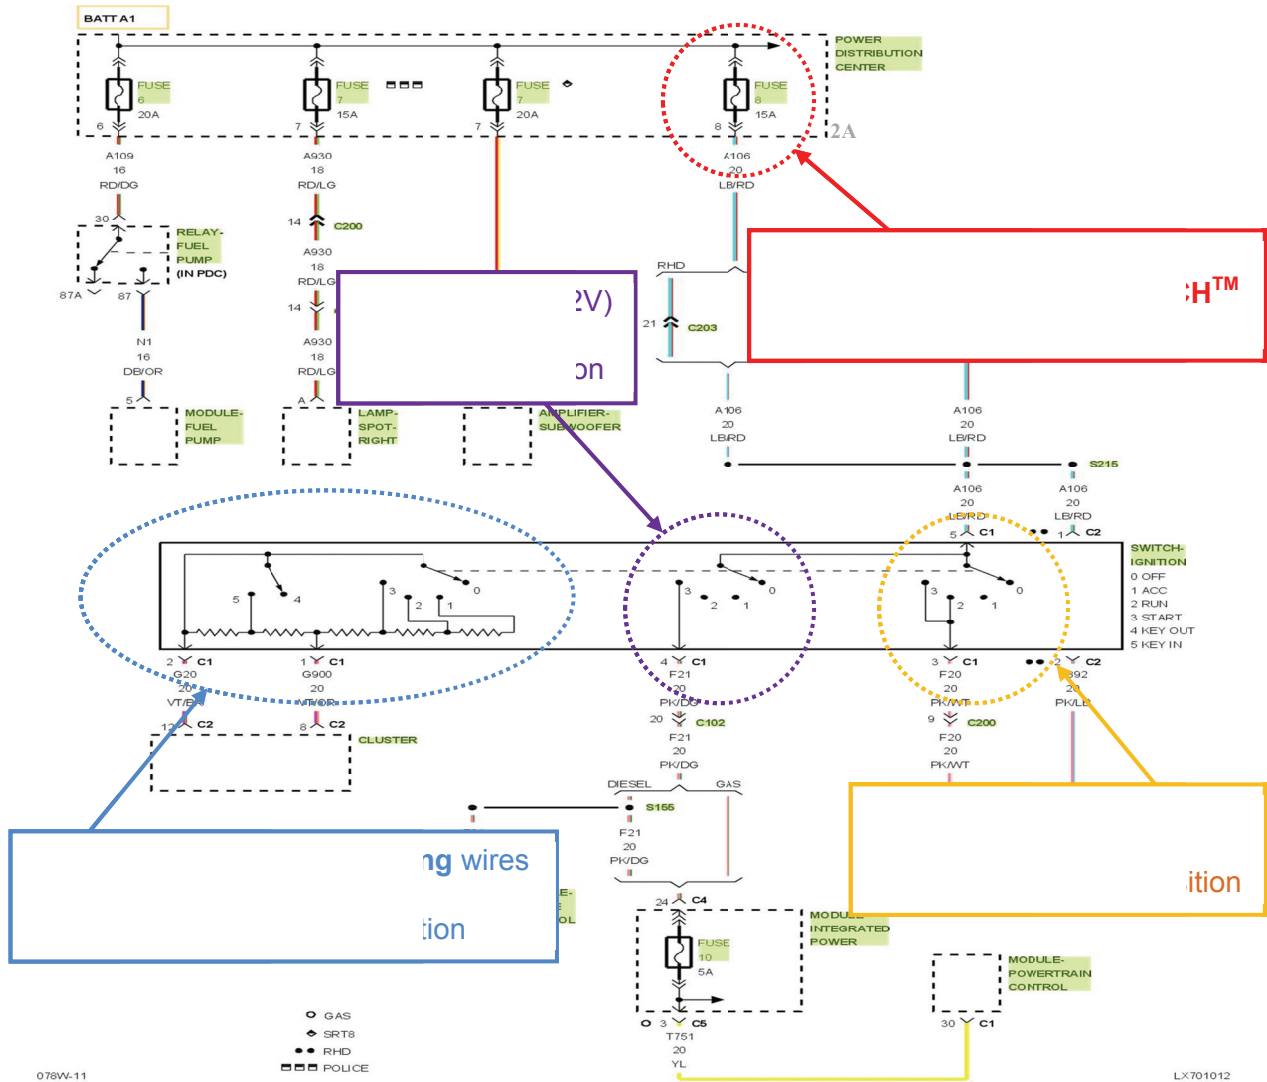 BATT A1
POWER
DISTRIBUTION
CENTER
FUSE
6
20A
FUSE
7
15A
FUSE
7
20A
FUSE
8
15A
6
7
7
8
2A
A109
16
RD/DG
A930
18
RD/LG
A106
20
LB/RD
30
14
C200
RELAY-
FUEL
PUMP
(IN PDC)
A930
18
RD/LG
RHD
CH™
87A
87
14
2V)
21
C203
N1
16
DB/OR
A930
18
RD/LG
on
5
A
MODULE-
FUEL
PUMP
LAMP-
SPOT-
RIGHT
AMPLIFIER-
SUBWOOFER
A106
20
LB/RD
A106
20
LB/RD
S215
A106
20
LB/RD
A106
20
LB/RD
5
C1
1
C2
SWITCH-
IGNITION
0 OFF
1 ACC
2 RUN
3 START
4 KEY OUT
5 KEY IN
5
4
3
2
1
0
3
2
1
0
3
2
1
0
2
C1
1
C1
4
C1
3
C1
2
C2
G20
20
VT/BR
G900
20
VT/OR
F21
20
PK/DG
F20
20
PK/WT
20
PK/LB
12
C2
8
C2
20
C102
9
C200
CLUSTER
F21
20
PK/DG
F20
20
PK/WT
DIESEL
GAS
S155
F21
20
PK/DG
ng wires
tion
ition
24
C4
MODULE
INTEGRATED
POWER
FUSE
10
5A
MODULE-
POWERTRAIN
CONTROL
3
C5
30
C1
T751
20
YL
GAS
SRT8
RHD
POLICE
078W-11
LX701012